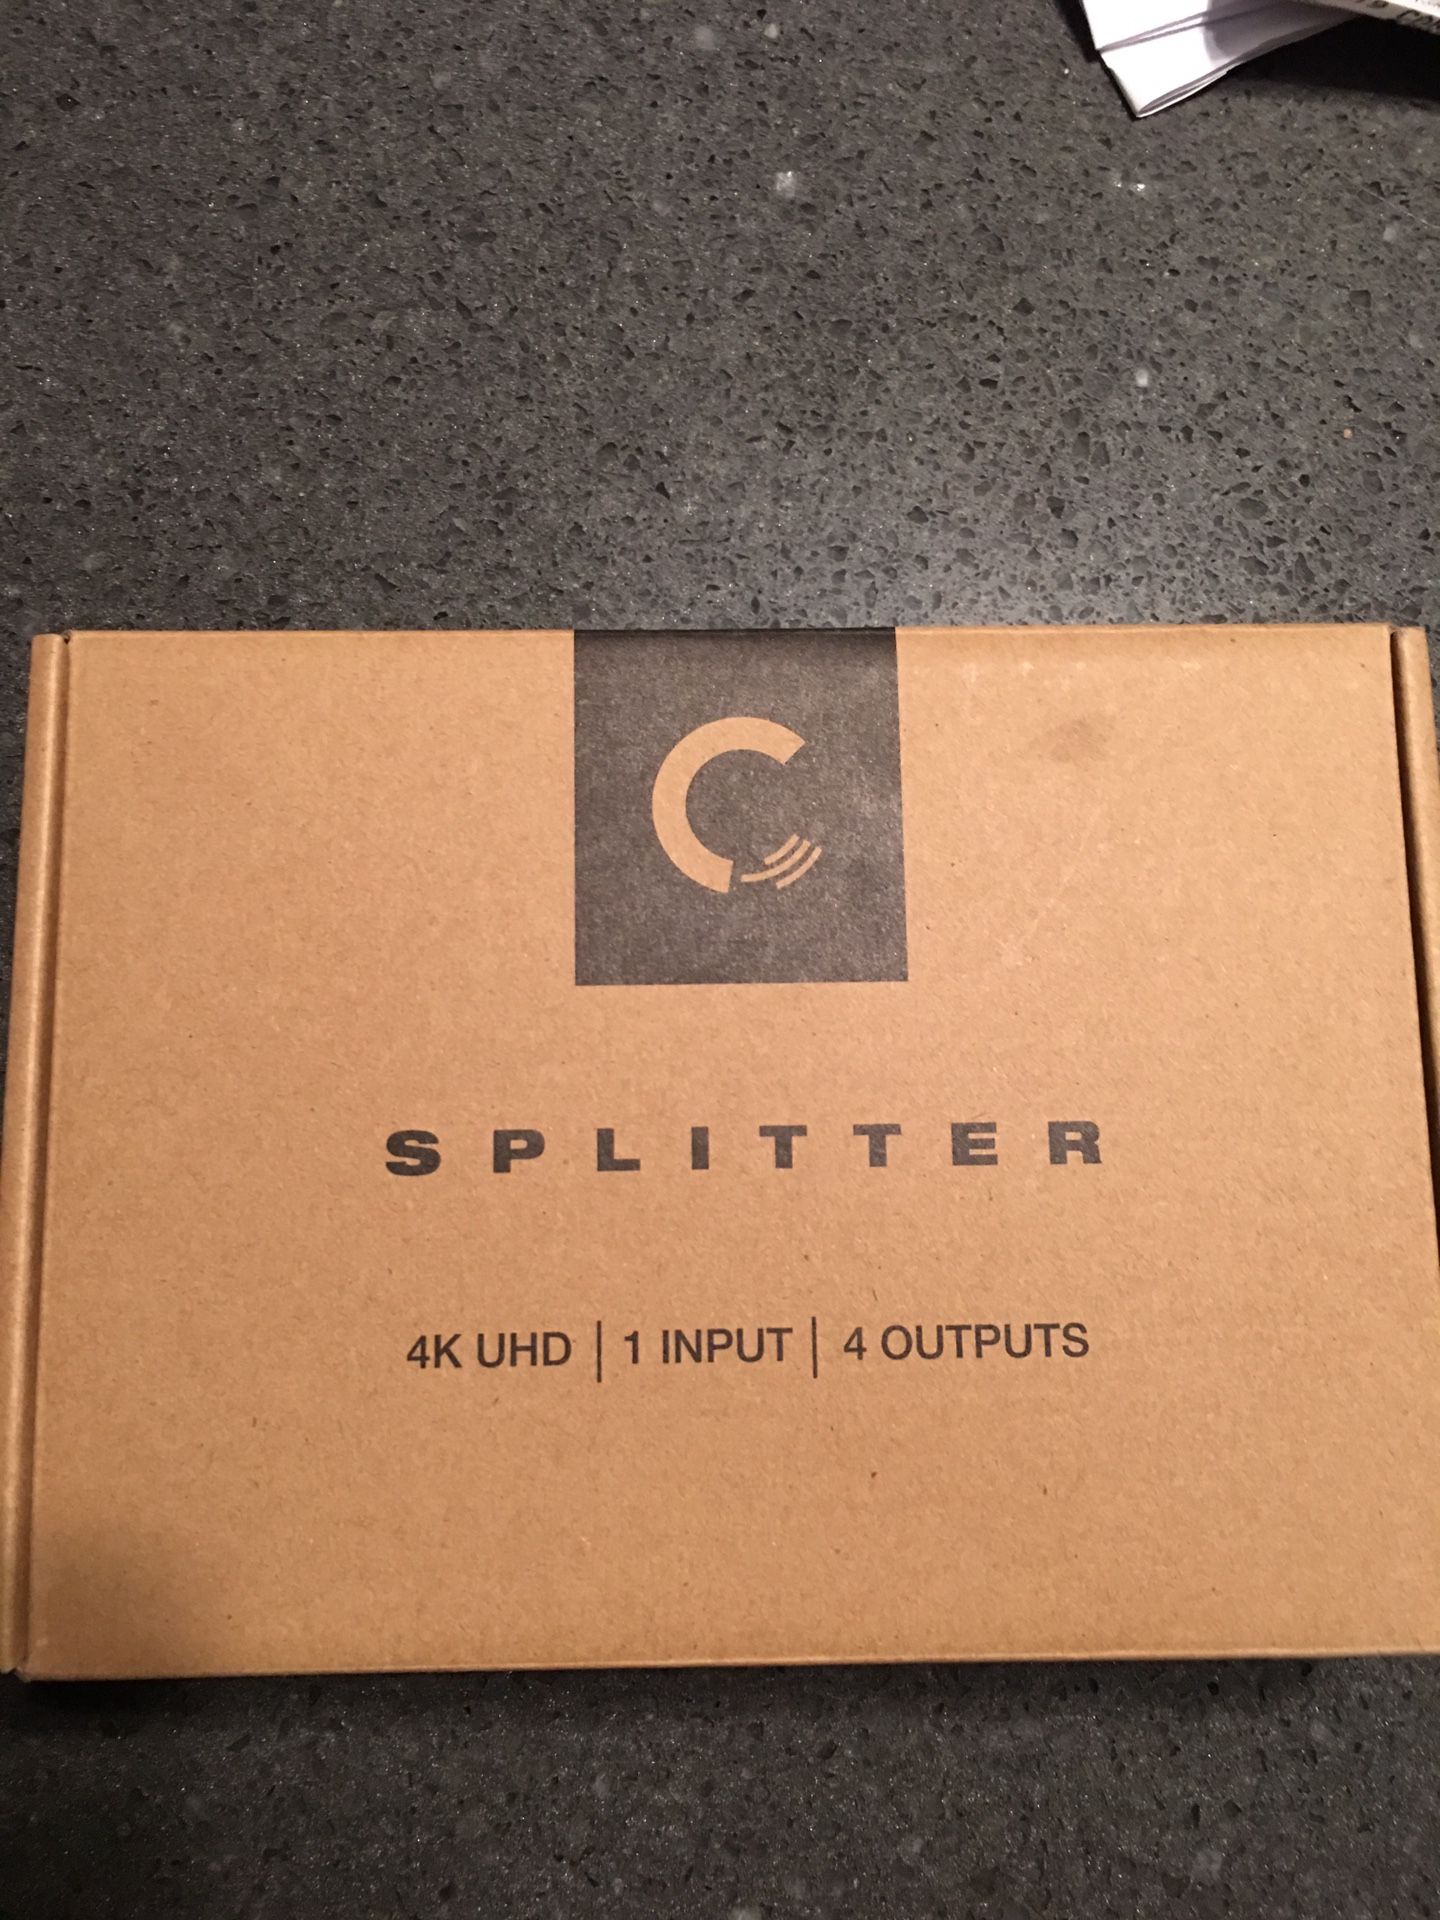 C
SPLITTER
4K UHD | 1 INPUT | 4 OUTPUTS